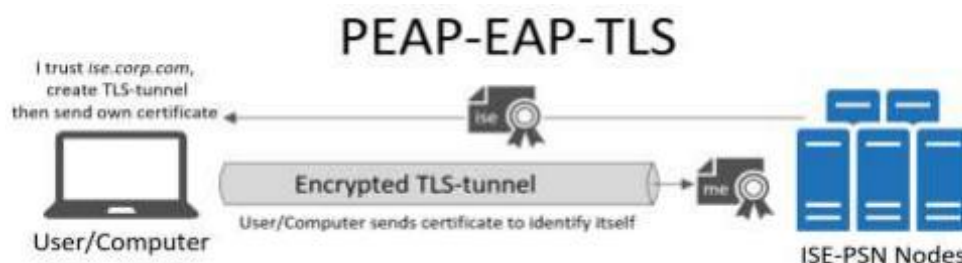 PEAP-EAP-TLS
I trust ise.corp.com,
create TLS-tunnel
then send own certificate
ise
Encrypted TLS-tunnel
me
User/Computer sends certificate to identify itself
User/Computer
ISE-PSN Nodes